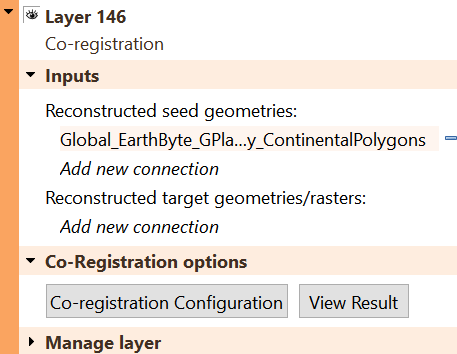 Layer 146
Co-registration
Inputs
Reconstructed seed geometries:
Global_EarthByte_GPla...y_ContinentalPolygons
Add new connection
Reconstructed target geometries/rasters:
Add new connection
Co-Registration options
Co-registration Configuration View Result
Manage layer